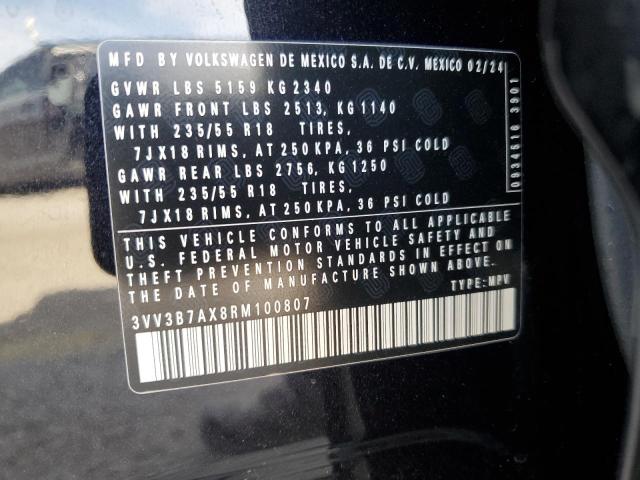 MFD BY VOLKSWAGEN DE MEXICO S.A. DE C.V. MEXICO 02/24
GVWR LBS 5159 KG 2340
GAWR FRONT LBS 2513, KG 1140
WITH 235/55 R18 TIRES,
7JX18 RIMS, AT 250 KPA, 36 PSI COLD
GAWR REAR LBS 2756, KG 1250
WITH 235/55 R18 TIRES,
7JX18 RIMS, AT 250 KPA, 36 PSI COLD
THIS VEHICLE CONFORMS TO ALL APPLICABLE
U.S. FEDERAL MOTOR VEHICLE SAFETY AND
THEFT PREVENTION STANDARDS IN EFFECT ON
THE DATE OF MANUFACTURE SHOWN ABOVE.
TYPE: MPV
3VV3B7AX8RM100807
0934616 3901